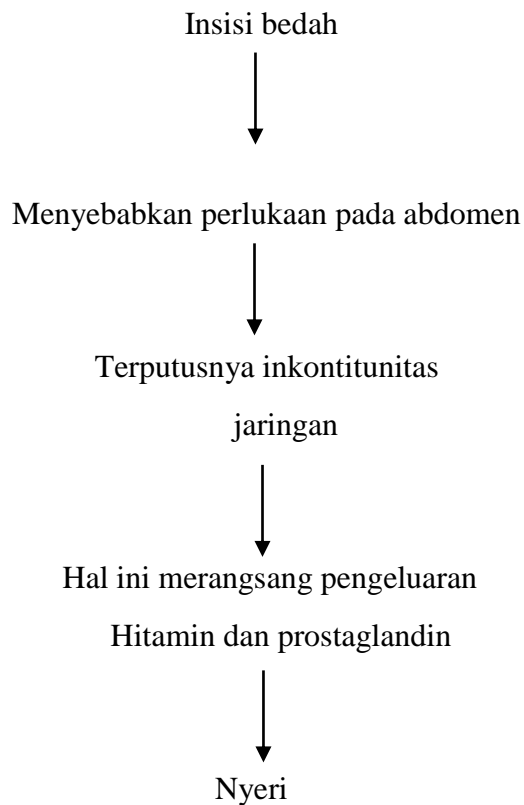 Insisi bedah
Menyebabkan perlukaan pada abdomen
Terputusnya inkontitunitas
jaringan
Hal ini merangsang pengeluaran
Hitamin dan prostaglandin
Nyeri